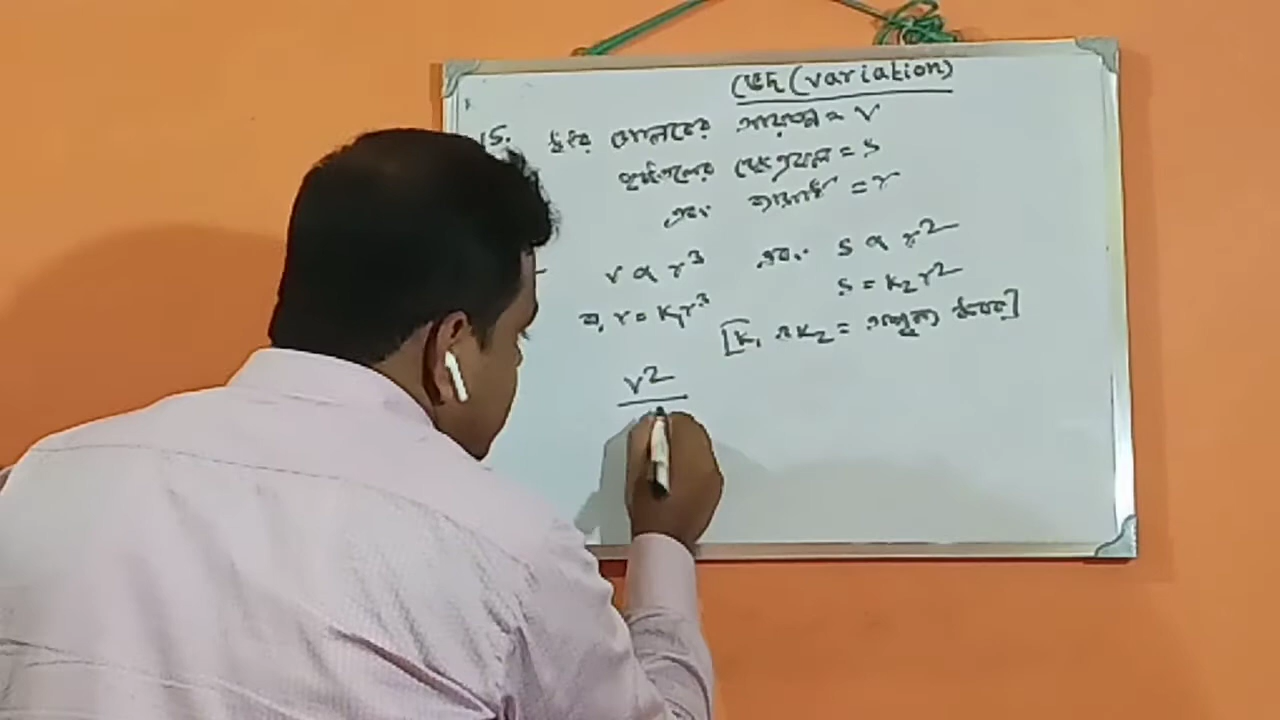 ভেদ (variation)
15. ধরি গোলকের আয়তন = V
পৃষ্ঠতলের ক্ষেত্রফল = S
এবং ব্যাসার্ধ = r
v ∝ r³ এবং S ∝ r²
বা, v = K₁r³ S = K₂r²
[K₁ ও K₂ = অশূন্য ধ্রুবক]
v²